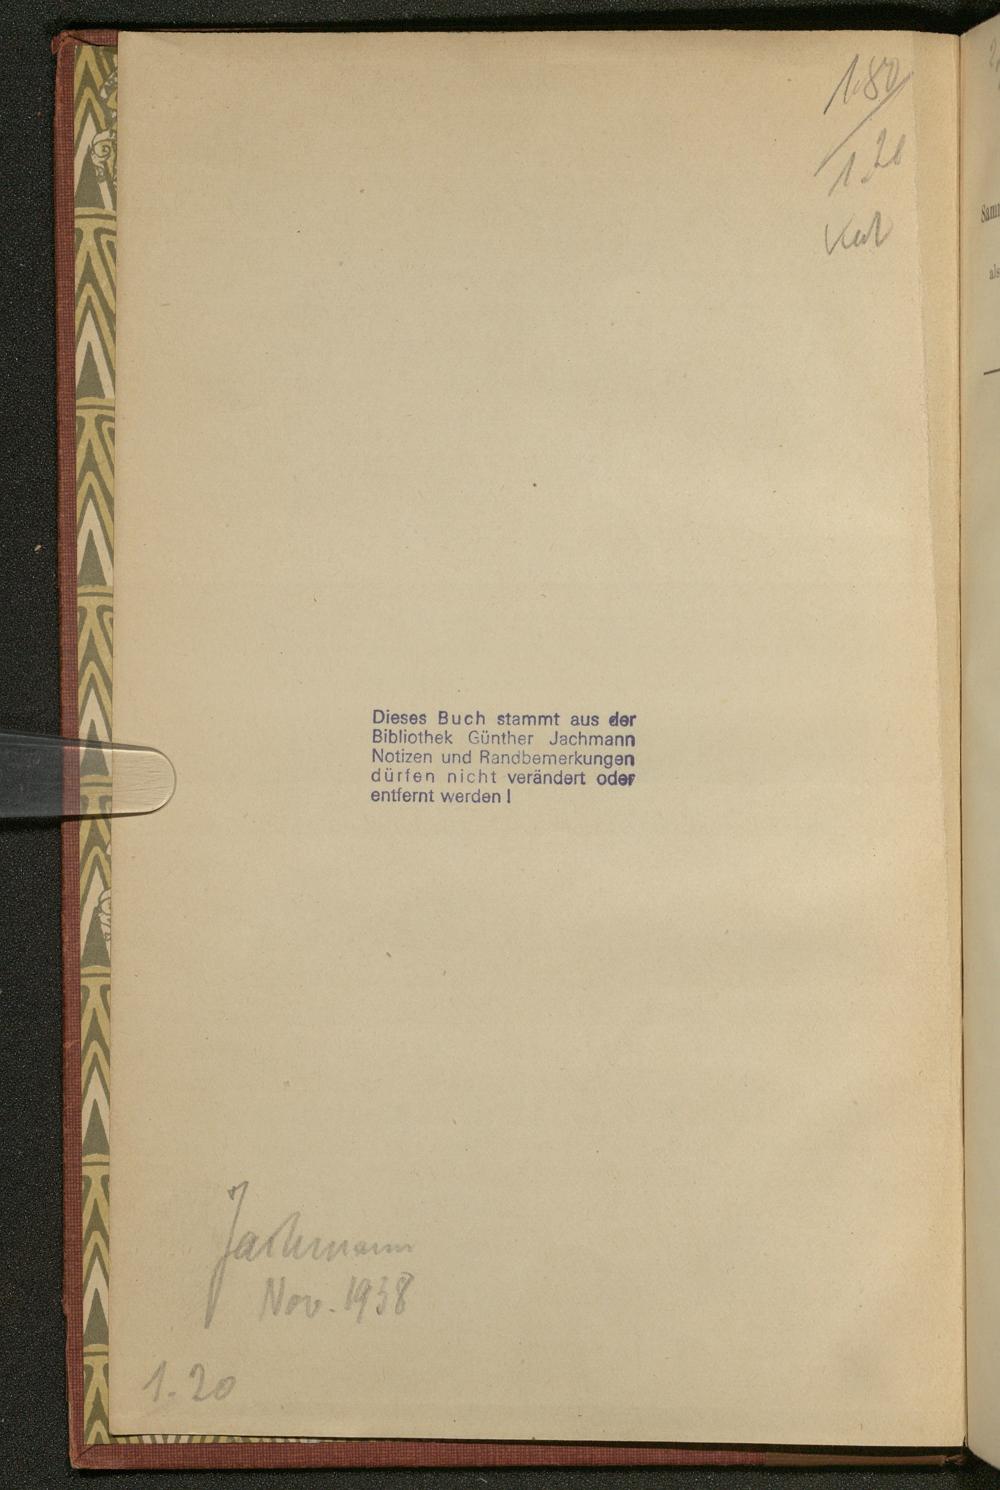 1.80
1.20
Dieses Buch stammt aus der
Bibliothek Günther Jachmann
Notizen und Randbemerkungen
dürfen nicht verändert oder
entfernt werden !
Jachmann
Nov. 1938
1.20